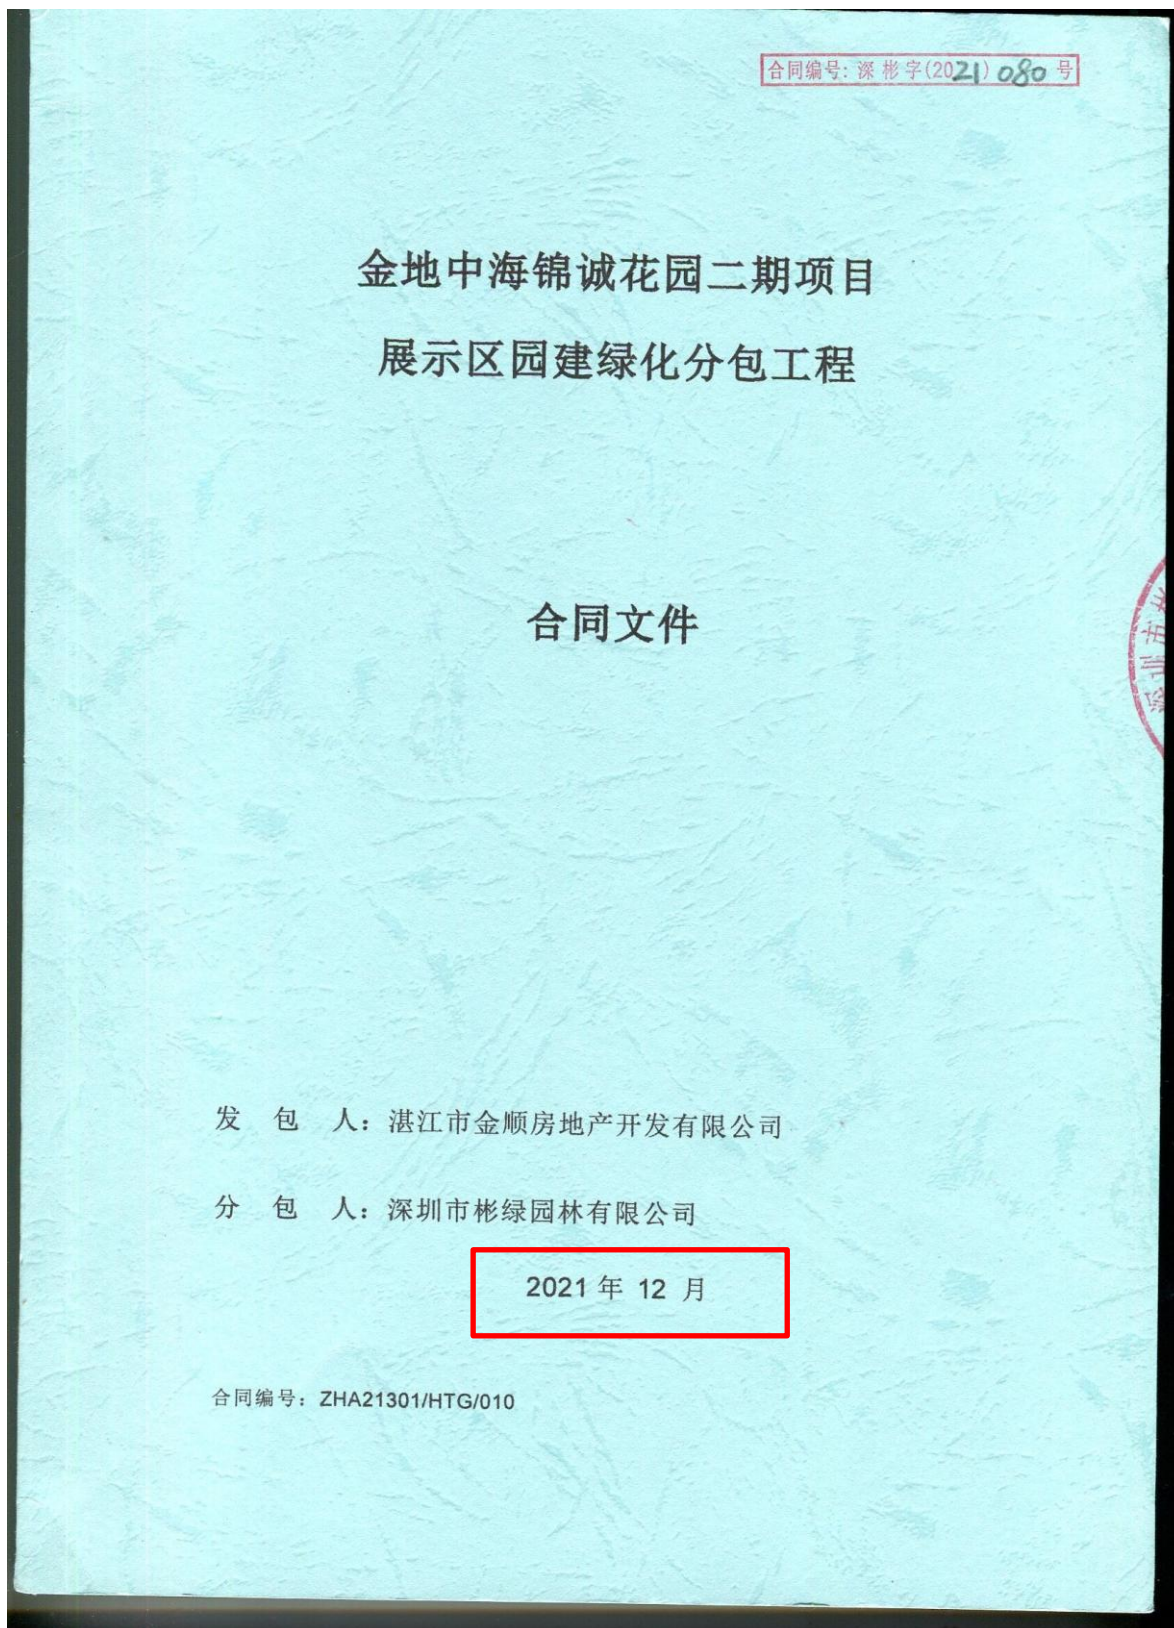 合同编号: 深彬字(2021)080号
金地中海锦诚花园二期项目
展示区园建绿化分包工程
合同文件
深圳市彬
发 包 人：湛江市金顺房地产开发有限公司
分 包 人：深圳市彬绿园林有限公司
2021 年 12 月
合同编号：ZHA21301/HTG/010